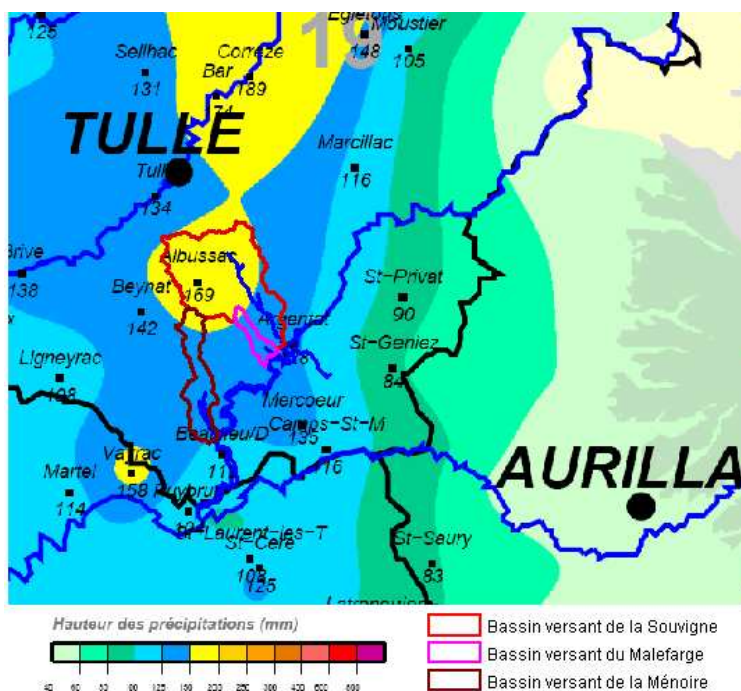 125
Egletons
Moustier
19
148
105
Seilhac
131
Corrèze
189
Bar
174
TULLE
Tulle
134
Marcillac
116
Brive
138
Albussac
169
Beynat
142
St-Privat
90
Argentat
St-Geniez
84
Ligneyrac
108
Mercoeur
135
Camps-St-M
116
Vayrac
158
Martel
114
AURILLA
St-Laurent-les-T
St-Céré
125
St-Saury
83
Hauteur des précipitations (mm)
Bassin versant de la Souvigne
Bassin versant du Malefarge
Bassin versant de la Ménoire